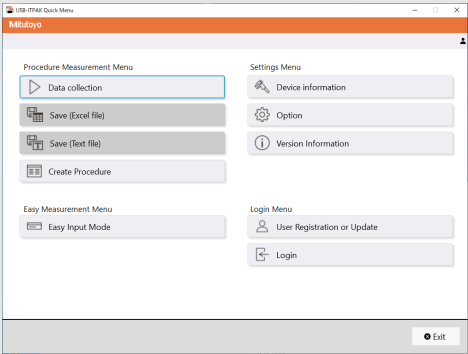 USB-ITPAK Quick Menu
Mitutoyo
Procedure Measurement Menu
Data collection
Save (Excel file)
Save (Text file)
Create Procedure
Easy Measurement Menu
Easy Input Mode
Settings Menu
Device information
Option
Version Information
Login Menu
User Registration or Update
Login
Exit